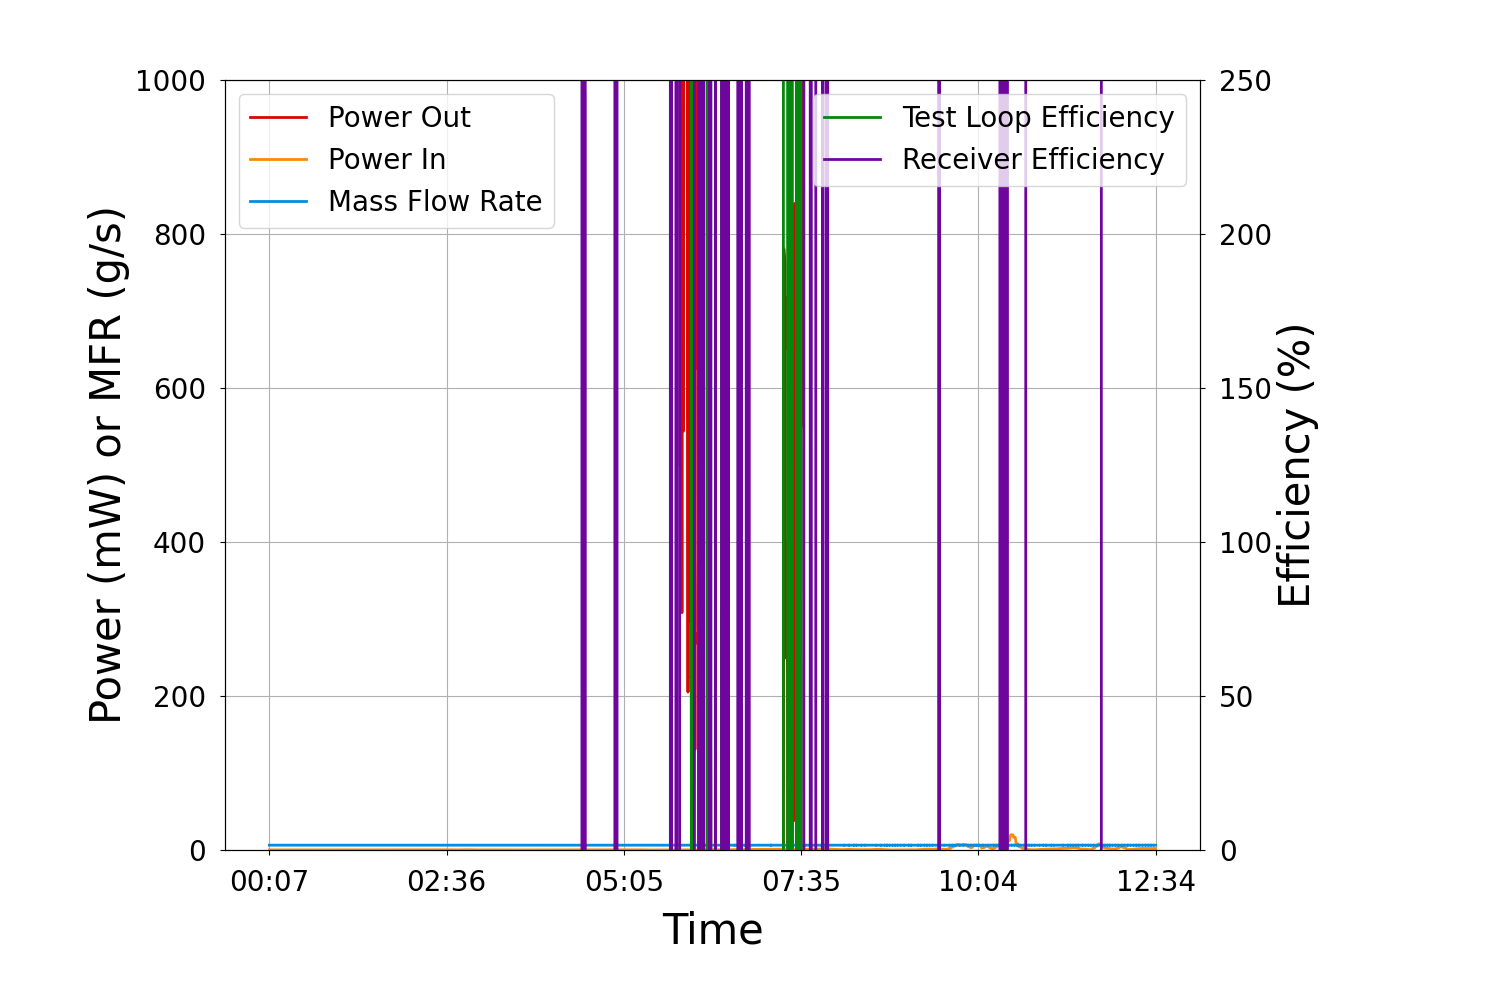 Power (mW) or MFR (g/s)
1000
800
600
400
200
0
Power Out
Power In
Mass Flow Rate
Test Loop Efficiency
Receiver Efficiency
250
200
150
100
50
0
Efficiency (%)
00:07 02:36 05:05 07:35 10:04 12:34
Time